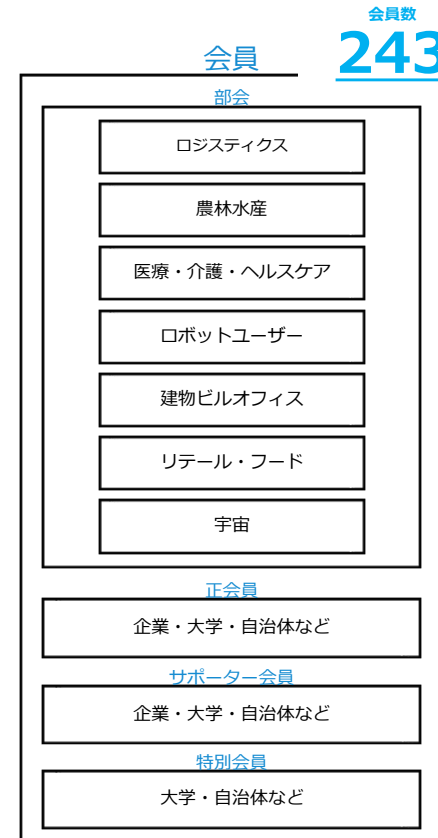 会員数
243
会員
部会
ロジスティクス
農林水産
医療・介護・ヘルスケア
ロボットユーザー
建物ビルオフィス
リテール・フード
宇宙
正会員
企業・大学・自治体など
サポーター会員
企業・大学・自治体など
特別会員
大学・自治体など